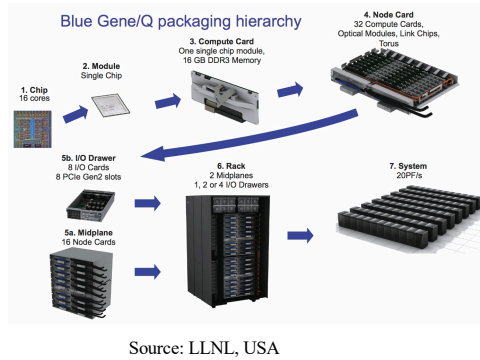 Blue Gene/Q packaging hierarchy
1. Chip
16 cores
2. Module
Single Chip
3. Compute Card
One single chip module,
16 GB DDR3 Memory
4. Node Card
32 Compute Cards,
Optical Modules, Link Chips,
Torus
5b. I/O Drawer
8 I/O Cards
8 PCIe Gen2 slots
5a. Midplane
16 Node Cards
6. Rack
2 Midplanes
1, 2 or 4 I/O Drawers
7. System
20PF/s
Source: LLNL, USA